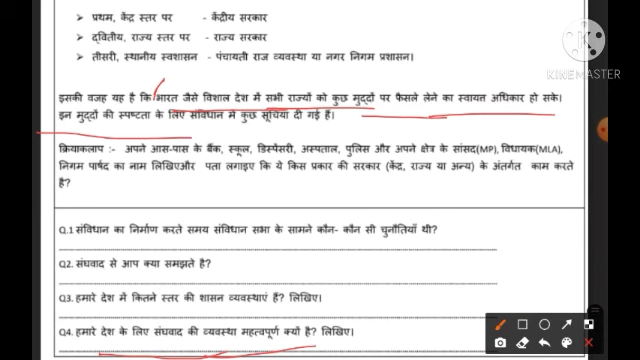 ➤ प्रथम, केंद्र स्तर पर - केंद्रीय सरकार
➤ द्वितीय, राज्य स्तर पर - राज्य सरकार
➤ तीसरी, स्थानीय स्वशासन - पंचायती राज व्यवस्था या नगर निगम प्रशासन।
इसकी वजह यह है कि भारत जैसे विशाल देश में सभी राज्यों को कुछ मुद्दों पर फैसले लेने का स्वायत्त अधिकार हो सके।
इन मुद्दों की स्पष्टता के लिए संविधान में कुछ सूचियां दी गई हैं।
क्रियाकलाप :- अपने आस-पास के बैंक, स्कूल, डिस्पेंसरी, अस्पताल, पुलिस और अपने क्षेत्र के सांसद(MP), विधायक(MLA),
निगम पार्षद का नाम लिखिएऔर पता लगाइए कि ये किस प्रकार की सरकार (केंद्र, राज्य या अन्य) के अंतर्गत काम करते
है?
Q.1 संविधान का निर्माण करते समय संविधान सभा के सामने कौन- कौन सी चुनौतियाँ थी?
Q2. संघवाद से आप क्या समझते है?
Q3. हमारे देश में कितने स्तर की शासन व्यवस्थाएं हैं? लिखिए।
Q4. हमारे देश के लिए संघवाद की व्यवस्था महत्वपूर्ण क्यों है? लिखिए।
KINEMASTER